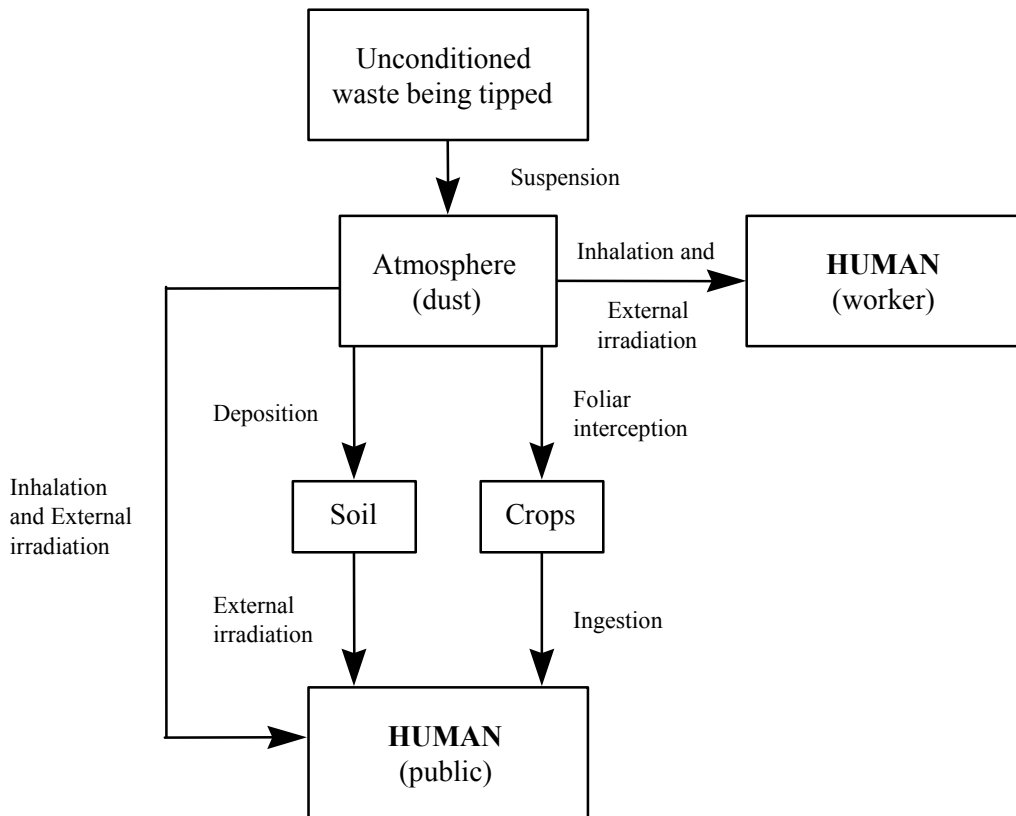 Unconditioned
waste being tipped
Suspension
Atmosphere
(dust)
Inhalation and
External
irradiation
HUMAN
(worker)
Deposition
Foliar
interception
Inhalation
and External
irradiation
Soil
Crops
External
irradiation
Ingestion
HUMAN
(public)